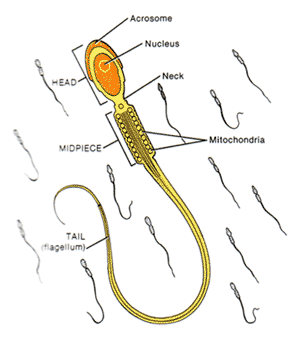 Acrosome
Nucleus
HEAD
Neck
MIDPIECE
Mitochondria
TAIL
(flagellum)